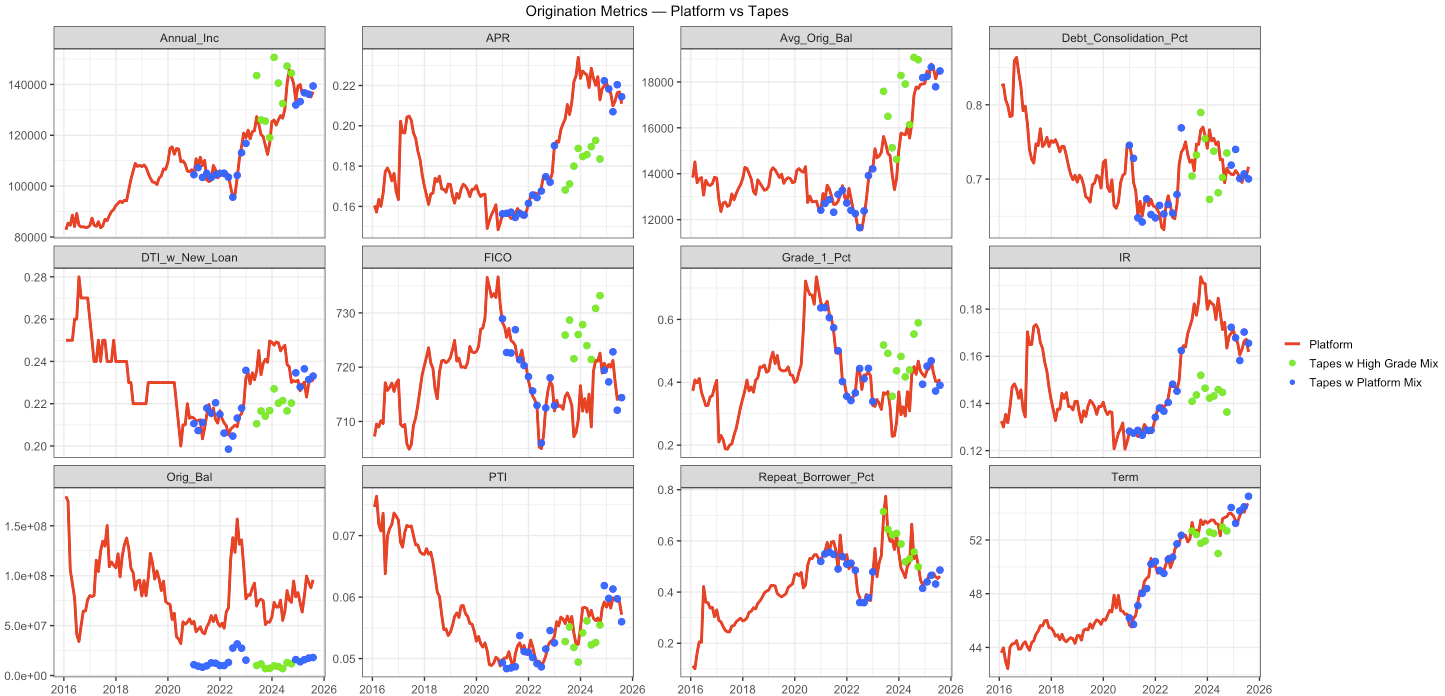 Origination Metrics — Platform vs Tapes
Annual_Inc
APR
Avg_Orig_Bal
Debt_Consolidation_Pct
140000
120000
100000
80000
0.22
0.20
0.18
0.16
18000
16000
14000
12000
0.8
0.7
DTI_w_New_Loan
FICO
Grade_1_Pct
IR
0.28
0.26
0.24
0.22
0.20
730
720
710
0.6
0.4
0.2
0.18
0.16
0.14
0.12
Platform
Tapes w High Grade Mix
Tapes w Platform Mix
Orig_Bal
PTI
Repeat_Borrower_Pct
Term
1.5e+08
1.0e+08
5.0e+07
0.0e+00
0.07
0.06
0.05
0.8
0.6
0.4
0.2
52
48
44
2016 2018 2020 2022 2024 2026
2016 2018 2020 2022 2024 2026
2016 2018 2020 2022 2024 2026
2016 2018 2020 2022 2024 2026